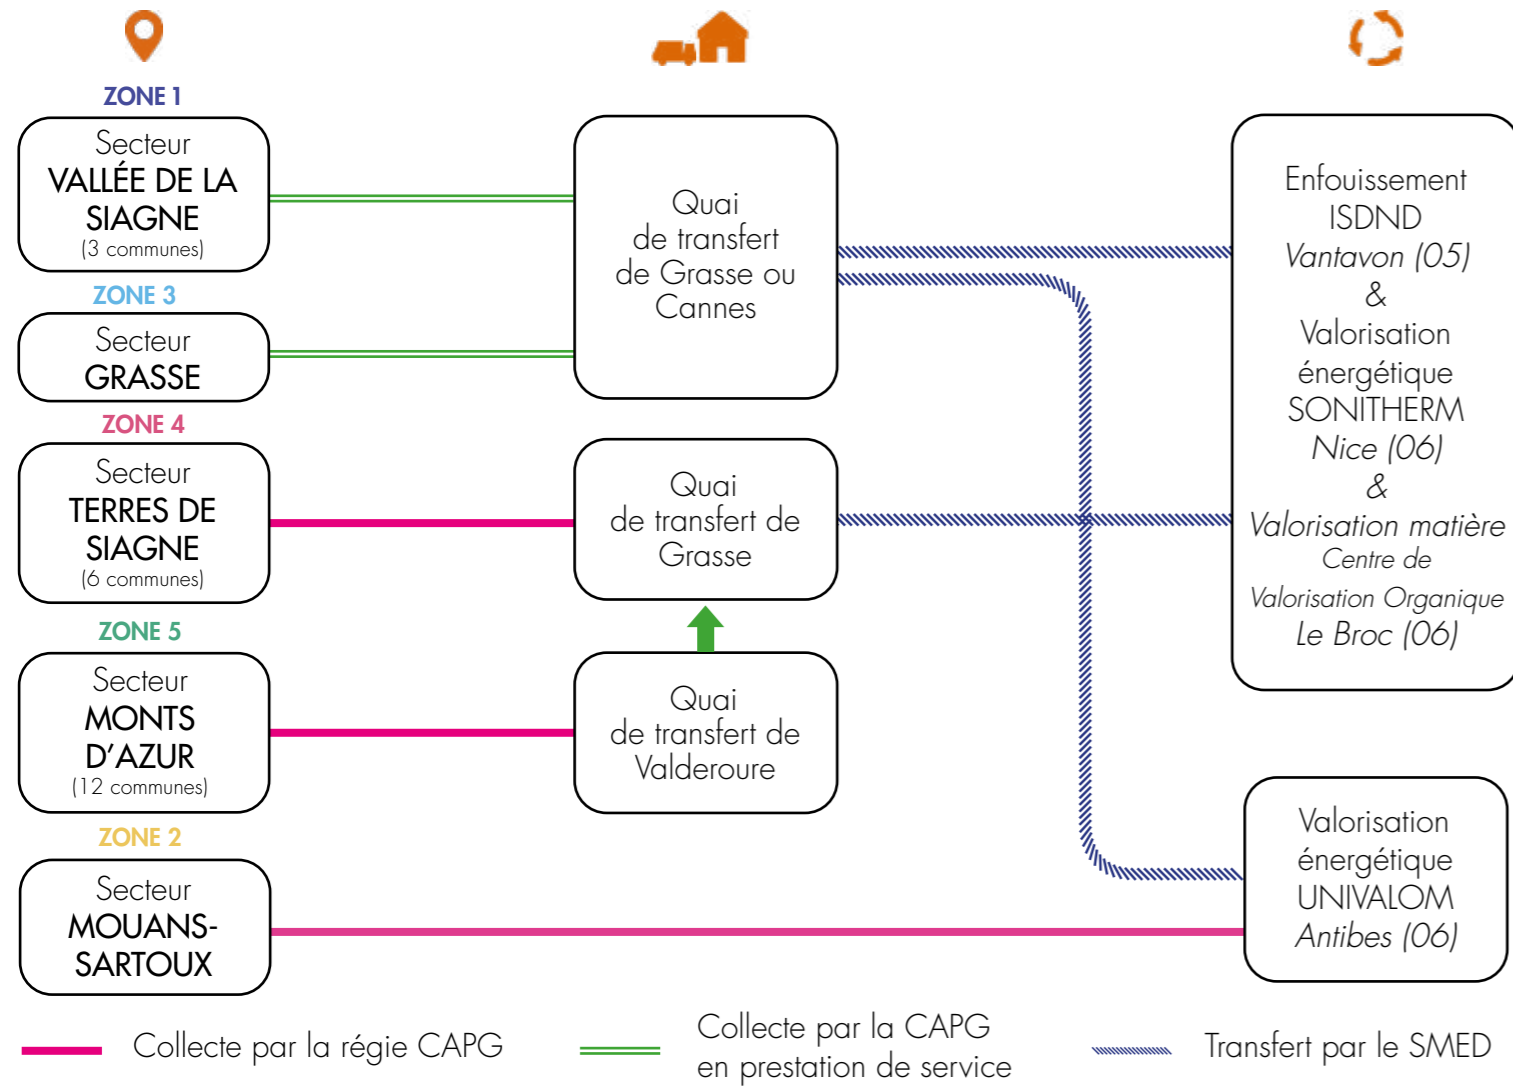 ZONE 1
Secteur
VALLÉE DE LA
SIAGNE
(3 communes)
ZONE 3
Secteur
GRASSE
ZONE 4
Secteur
TERRES DE
SIAGNE
(6 communes)
ZONE 5
Secteur
MONTS
D'AZUR
(12 communes)
ZONE 2
Secteur
MOUANS-
SARTOUX
Quai
de transfert
de Grasse ou
Cannes
Quai
de transfert de
Grasse
Quai
de transfert de
Valderoure
Enfouissement
ISDND
Vantavon (05)
&
Valorisation
énergétique
SONITHERM
Nice (06)
&
Valorisation matière
Centre de
Valorisation Organique
Le Broc (06)
Valorisation
énergétique
UNIVALOM
Antibes (06)
Collecte par la régie CAPG
Collecte par la CAPG
en prestation de service
Transfert par le SMED